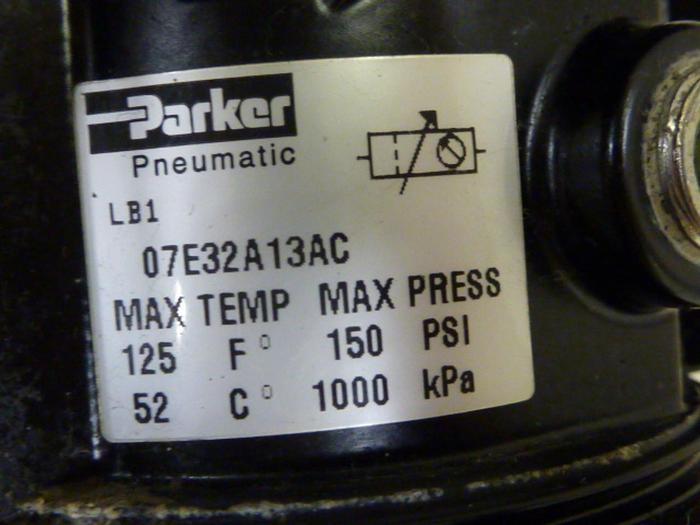 Parker
Pneumatic
LB1
07E32A13AC
MAX TEMP MAX PRESS
125 F° 150 PSI
52 C° 1000 kPa